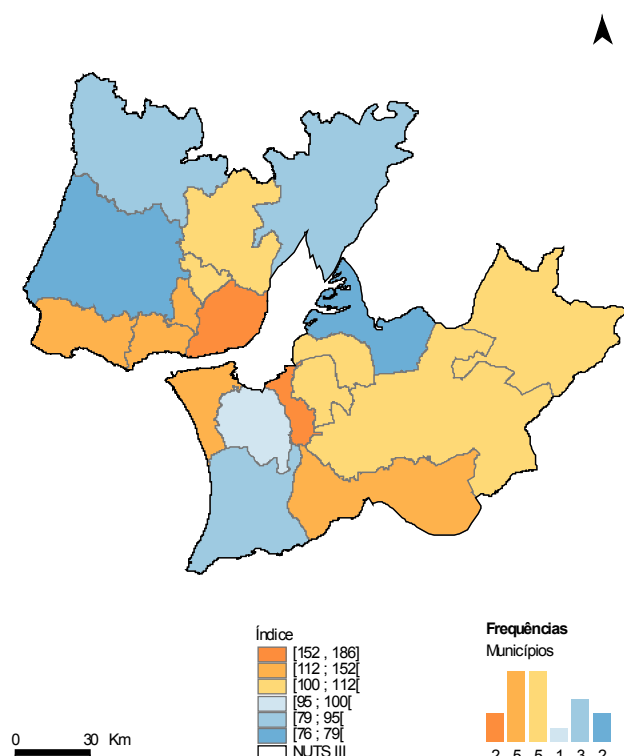 Índice
[152 , 186]
[112 ; 152[
[100 ; 112[
[95 ; 100[
[79 ; 95[
[76 ; 79[
NUTS III
Frequências
Municípios
2 5 5 1 3 2
0 30 Km